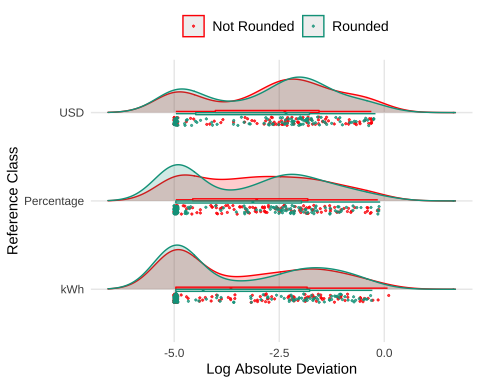 Not Rounded Rounded
USD
Percentage
kWh
Reference Class
-5.0 -2.5 0.0
Log Absolute Deviation